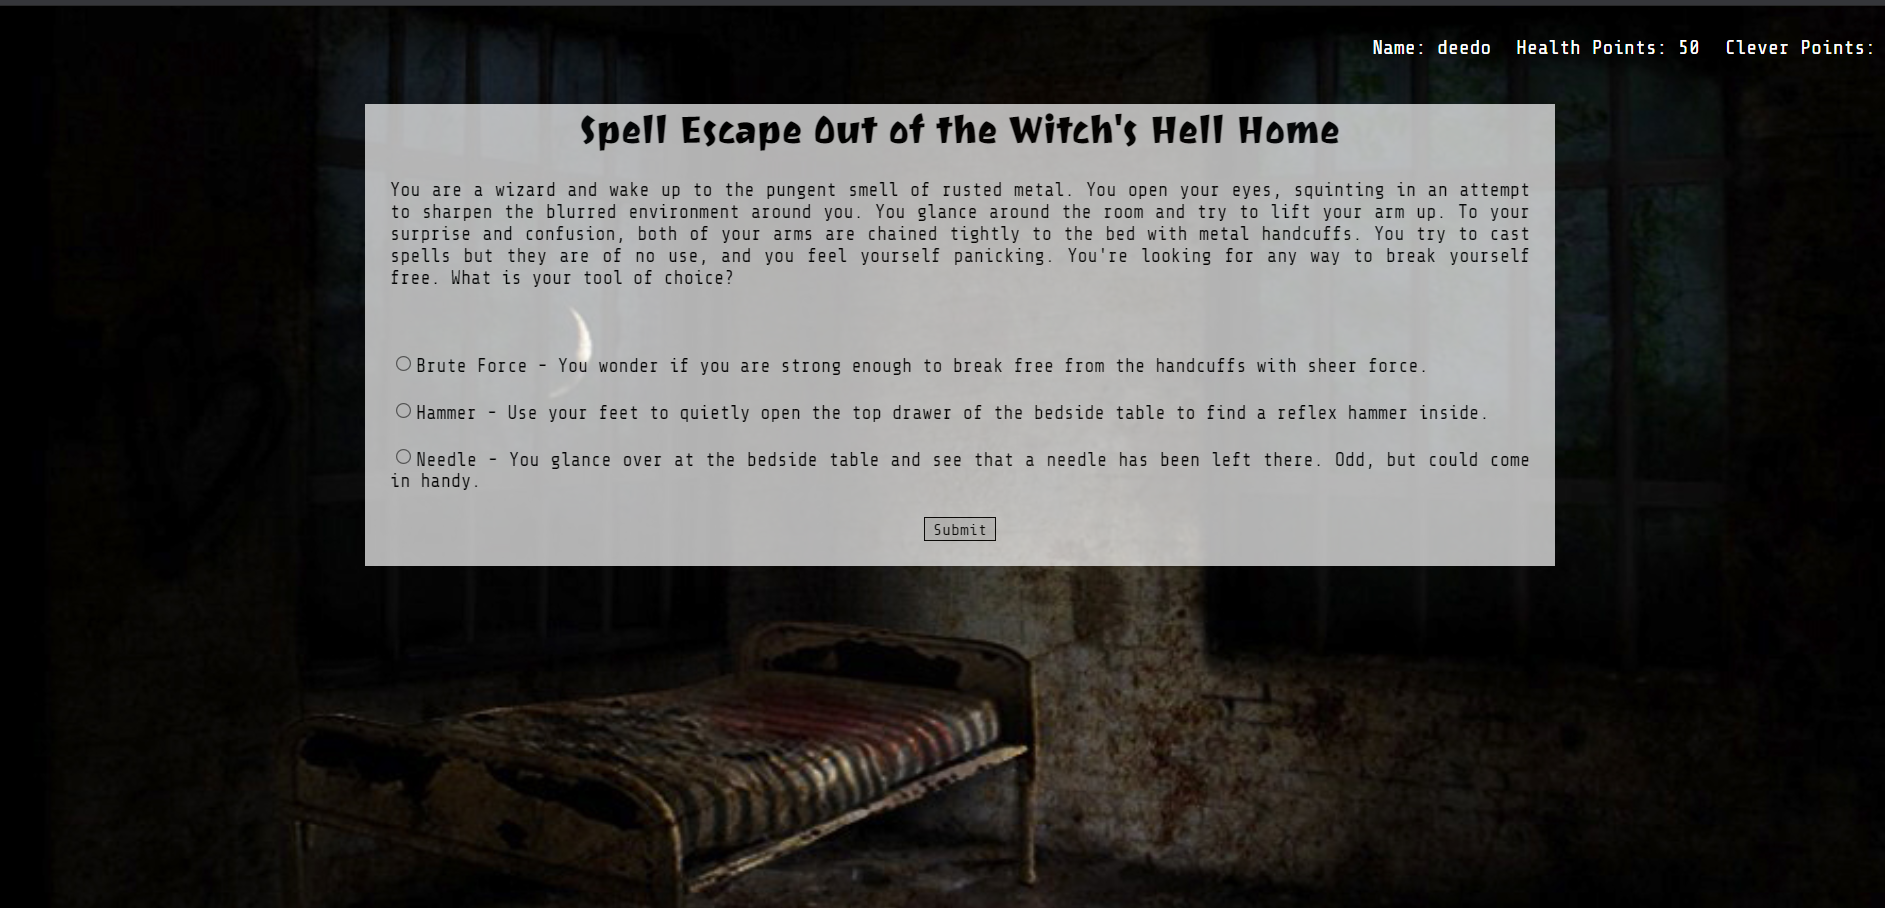 Name: deedo Health Points: 50 Clever Points:
Spell Escape Out of the Witch's Hell Home
You are a wizard and wake up to the pungent smell of rusted metal. You open your eyes, squinting in an attempt
to sharpen the blurred environment around you. You glance around the room and try to lift your arm up. To your
surprise and confusion, both of your arms are chained tightly to the bed with metal handcuffs. You try to cast
spells but they are of no use, and you feel yourself panicking. You're looking for any way to break yourself
free. What is your tool of choice?
Brute Force - You wonder if you are strong enough to break free from the handcuffs with sheer force.
Hammer - Use your feet to quietly open the top drawer of the bedside table to find a reflex hammer inside.
Needle - You glance over at the bedside table and see that a needle has been left there. Odd, but could come
in handy.
Submit